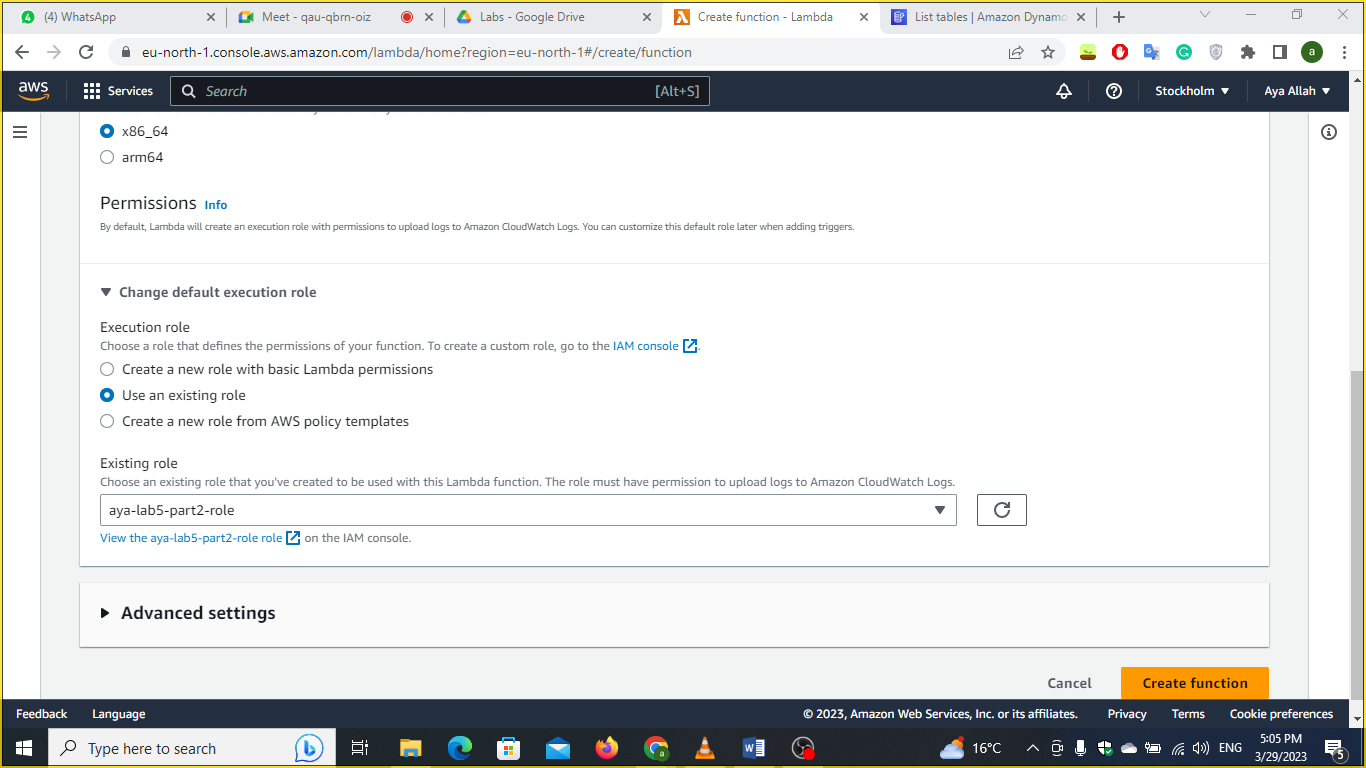 (4) WhatsApp
Meet - qau-qbrn-oiz
Labs - Google Drive
Create function - Lambda
List tables | Amazon Dynamo
eu-north-1.console.aws.amazon.com/lambda/home?region=eu-north-1#/create/function
a
aws
Services
Search
[Alt+S]
Stockholm
Aya Allah
x86_64
arm64
Permissions Info
By default, Lambda will create an execution role with permissions to upload logs to Amazon CloudWatch Logs. You can customize this default role later when adding triggers.
Change default execution role
Execution role
Choose a role that defines the permissions of your function. To create a custom role, go to the IAM console.
Create a new role with basic Lambda permissions
Use an existing role
Create a new role from AWS policy templates
Existing role
Choose an existing role that you've created to be used with this Lambda function. The role must have permission to upload logs to Amazon CloudWatch Logs.
aya-lab5-part2-role
View the aya-lab5-part2-role role on the IAM console.
Advanced settings
Cancel
Create function
Feedback
Language
© 2023, Amazon Web Services, Inc. or its affiliates.
Privacy
Terms
Cookie preferences
Type here to search
16°C
ENG
5:05 PM
3/29/2023
5